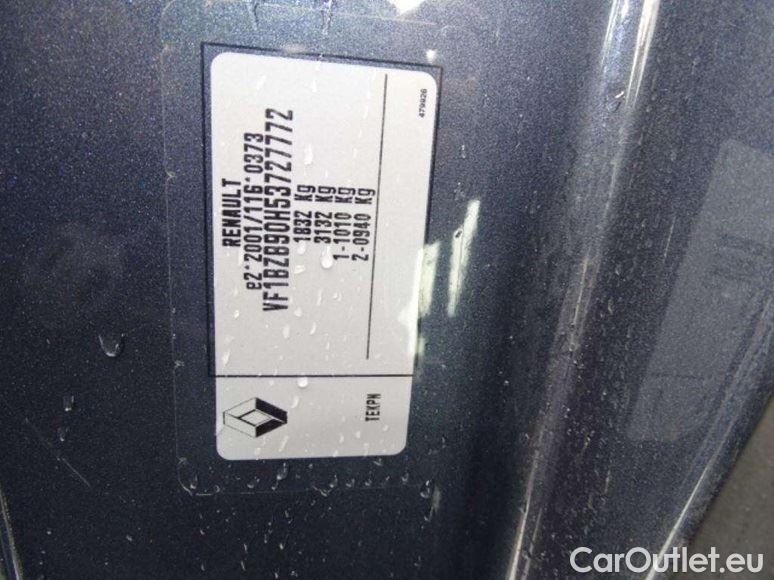 RENAULT
e2*2001/116*0373
VF1BZB90H53727772
1832 Kg
3132 Kg
1-1010 Kg
2-0940 Kg
479926
TEKPN
CarOutlet.eu